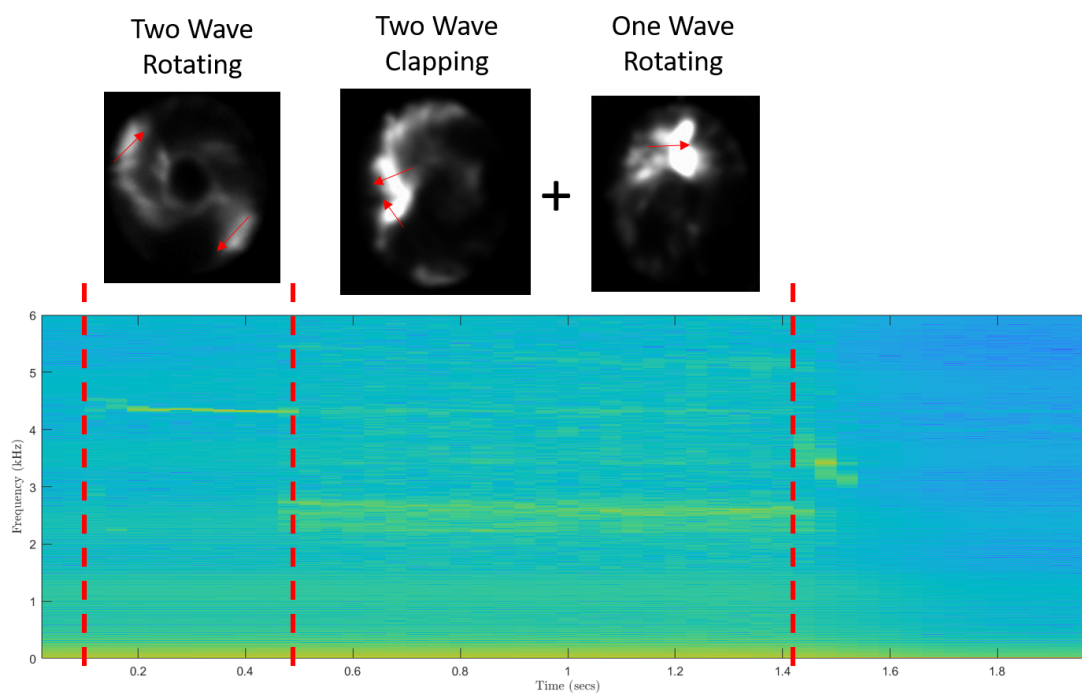 Two Wave
Rotating
Two Wave
Clapping
One Wave
Rotating
+
6
5
4
3
2
1
0
Frequency (kHz)
0.2
0.4
0.6
0.8
1
1.2
1.4
1.6
1.8
Time (secs)